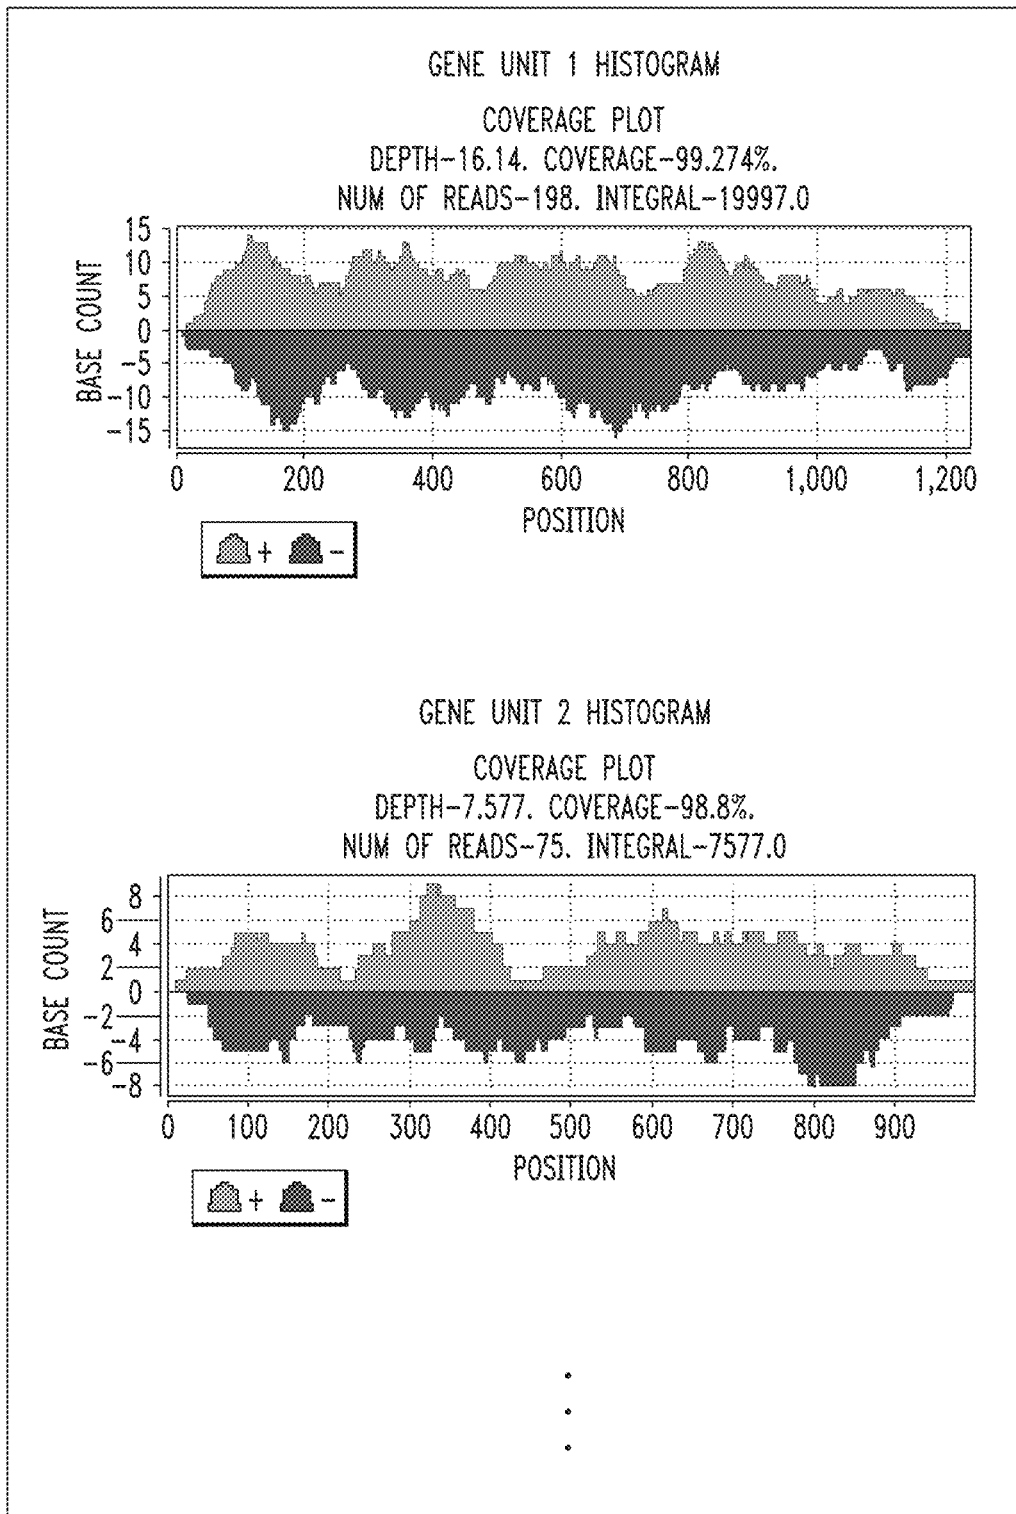 GENE UNIT 1 HISTOGRAM
COVERAGE PLOT
DEPTH-16.14. COVERAGE-99.274%.
NUM OF READS-198. INTEGRAL-19997.0
15
10
5
0
-5
-10
-15
BASE COUNT
0 200 400 600 800 1,000 1,200
POSITION
+ -
GENE UNIT 2 HISTOGRAM
COVERAGE PLOT
DEPTH-7.577. COVERAGE-98.8%.
NUM OF READS-75. INTEGRAL-7577.0
8
6
4
2
0
-2
-4
-6
-8
BASE COUNT
0 100 200 300 400 500 600 700 800 900
POSITION
+ -